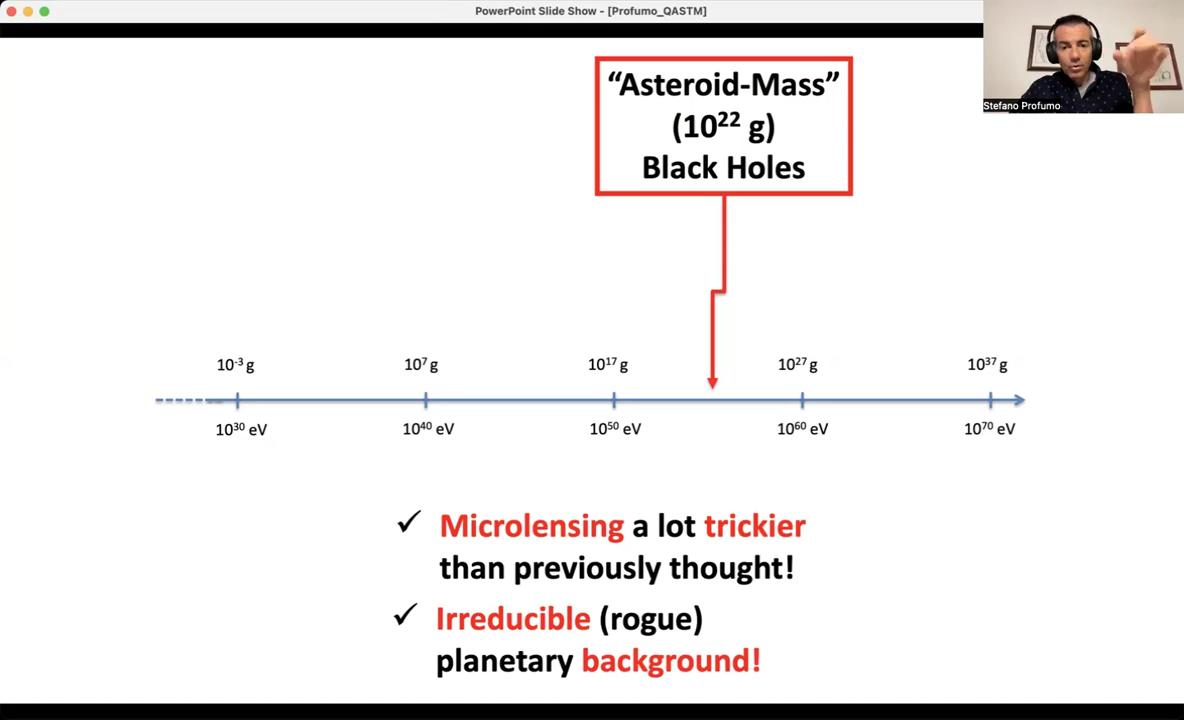 PowerPoint Slide Show - [Profumo_QASTM]
Stefano Profumo
“Asteroid-Mass”
(10²² g)
Black Holes
10⁻³ g 10⁷ g 10¹⁷ g 10²⁷ g 10³⁷ g
10³⁰ eV 10⁴⁰ eV 10⁵⁰ eV 10⁶⁰ eV 10⁷⁰ eV
✓ Microlensing a lot trickier
than previously thought!
✓ Irreducible (rogue)
planetary background!